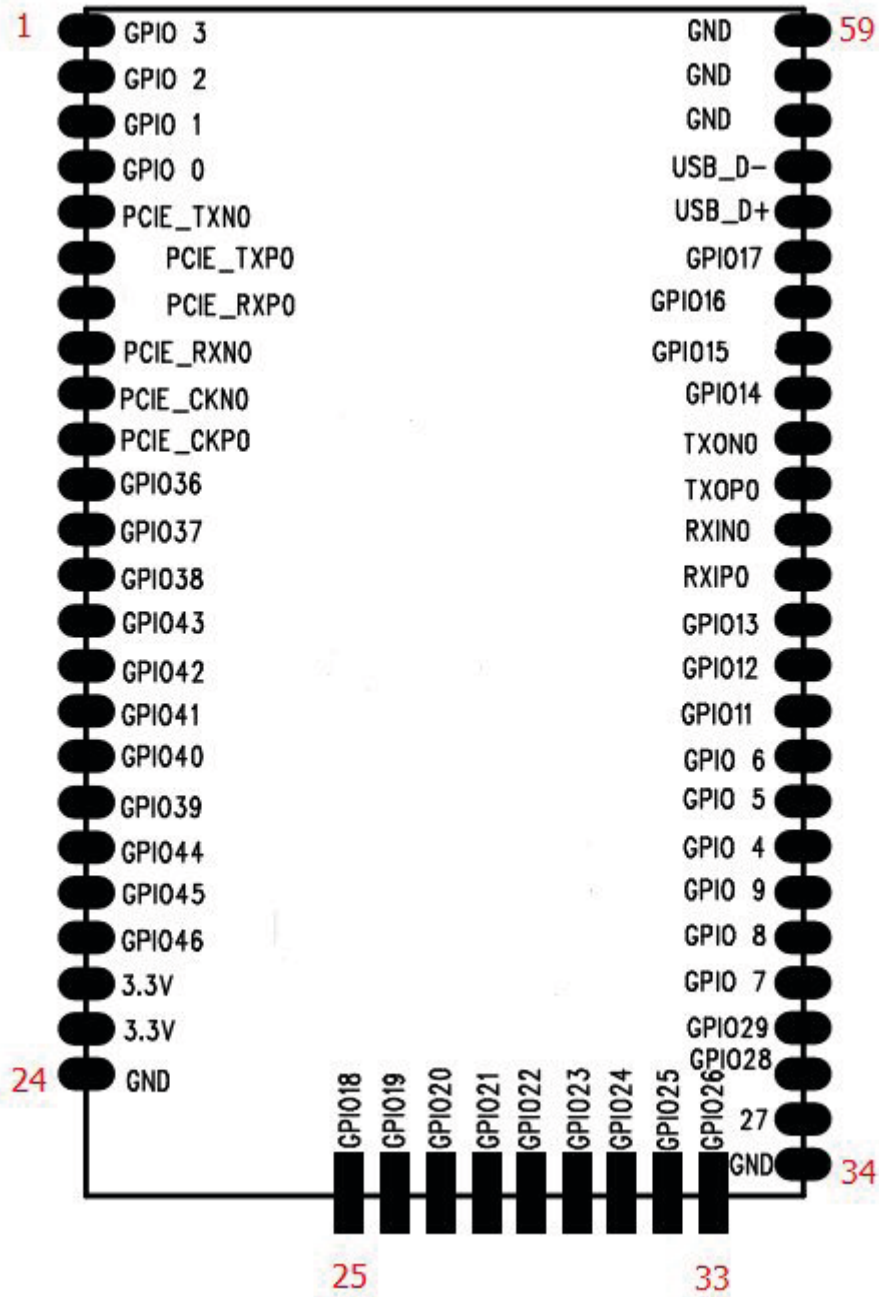 1 GPIO 3 GND 59
GPIO 2 GND
GPIO 1 GND
GPIO 0 USB_D-
PCIE_TXN0 USB_D+
PCIE_TXP0 GPIO17
PCIE_RXP0 GPIO16
PCIE_RXN0 GPIO15
PCIE_CKN0 GPIO14
PCIE_CKP0 TXON0
GPIO36 TXOP0
GPIO37 RXIN0
GPIO38 RXIP0
GPIO43 GPIO13
GPIO42 GPIO12
GPIO41 GPIO11
GPIO40 GPIO 6
GPIO39 GPIO 5
GPIO44 GPIO 4
GPIO45 GPIO 9
GPIO46 GPIO 8
3.3V GPIO 7
3.3V GPIO29
24 GND GPIO28
27
GND 34
GPIO18
GPIO19
GPIO20
GPIO21
GPIO22
GPIO23
GPIO24
GPIO25
GPIO26
25 33